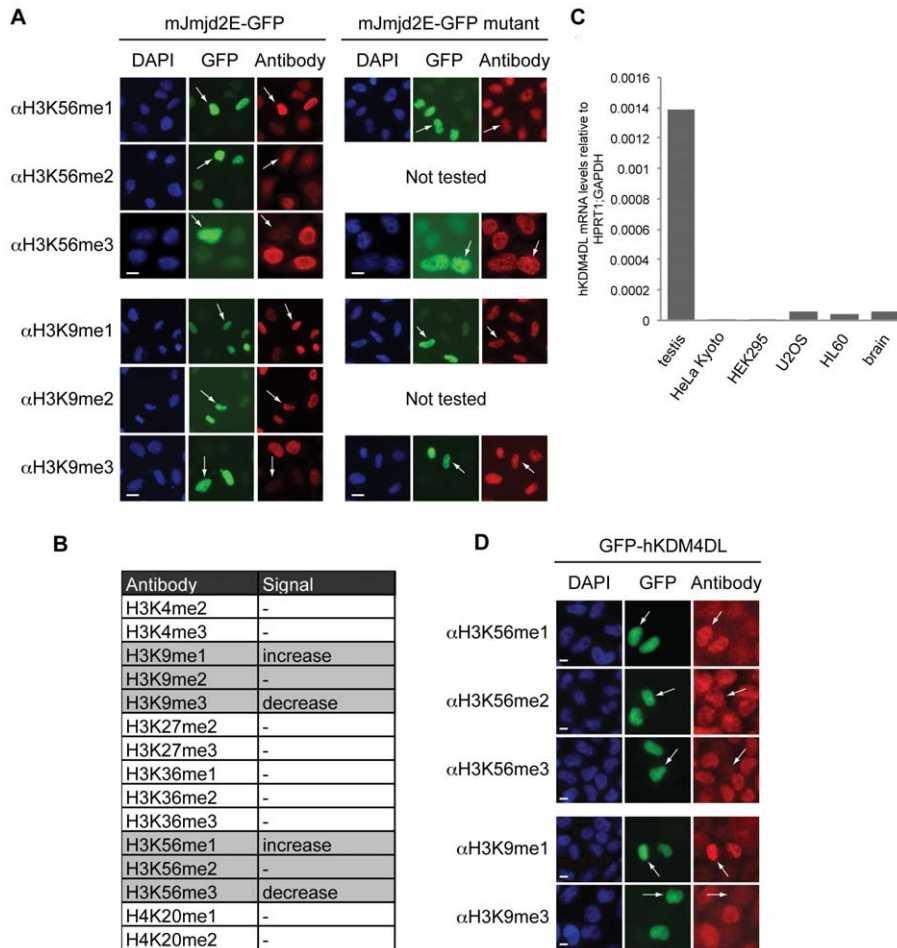 A
mJmjd2E-GFP
mJmjd2E-GFP mutant
DAPI GFP Antibody
DAPI GFP Antibody
αH3K56me1
αH3K56me2
Not tested
αH3K56me3
αH3K9me1
αH3K9me2
Not tested
αH3K9me3
B
Antibody Signal
H3K4me2 -
H3K4me3 -
H3K9me1 increase
H3K9me2 -
H3K9me3 decrease
H3K27me2 -
H3K27me3 -
H3K36me1 -
H3K36me2 -
H3K36me3 -
H3K56me1 increase
H3K56me2 -
H3K56me3 decrease
H4K20me1 -
H4K20me2 -
C
hKDM4DL mRNA levels relative to
HPRT1;GAPDH
0.0016
0.0014
0.0012
0.001
0.0008
0.0006
0.0004
0.0002
0
testis
HeLa Kyoto
HEK295
U2OS
HL60
brain
D
GFP-hKDM4DL
DAPI GFP Antibody
αH3K56me1
αH3K56me2
αH3K56me3
αH3K9me1
αH3K9me3